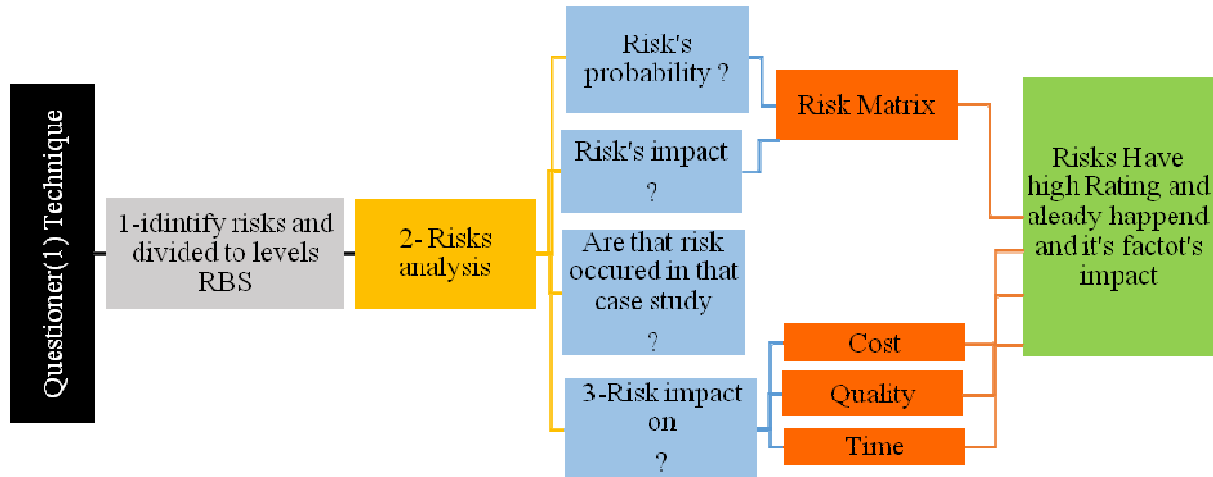 Questioner(1) Technique
1-idintify risks and
divided to levels
RBS
2- Risks
analysis
Risk's
probability ?
Risk's impact
?
Are that risk
occured in that
case study
?
3-Risk impact
on
?
Risk Matrix
Cost
Quality
Time
Risks Have
high Rating and
aleady happend
and it's factot's
impact